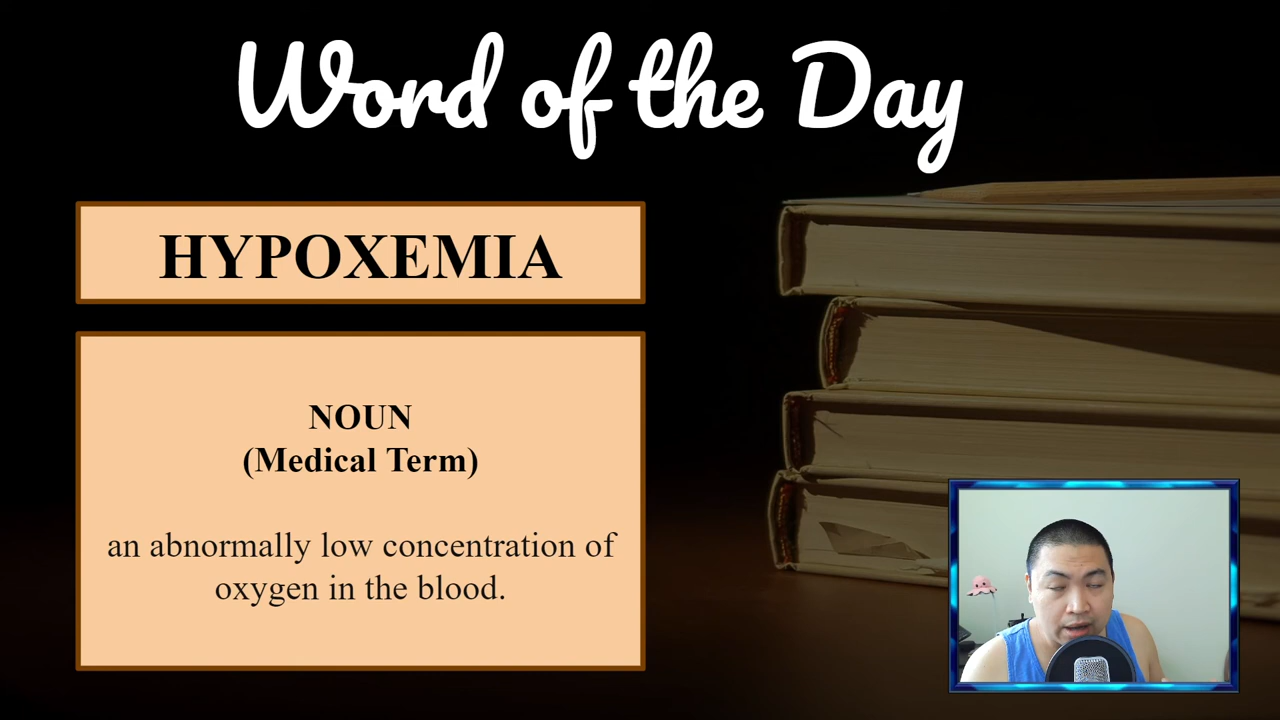 Word of the Day
HYPOXEMIA
NOUN
(Medical Term)
an abnormally low concentration of
oxygen in the blood.